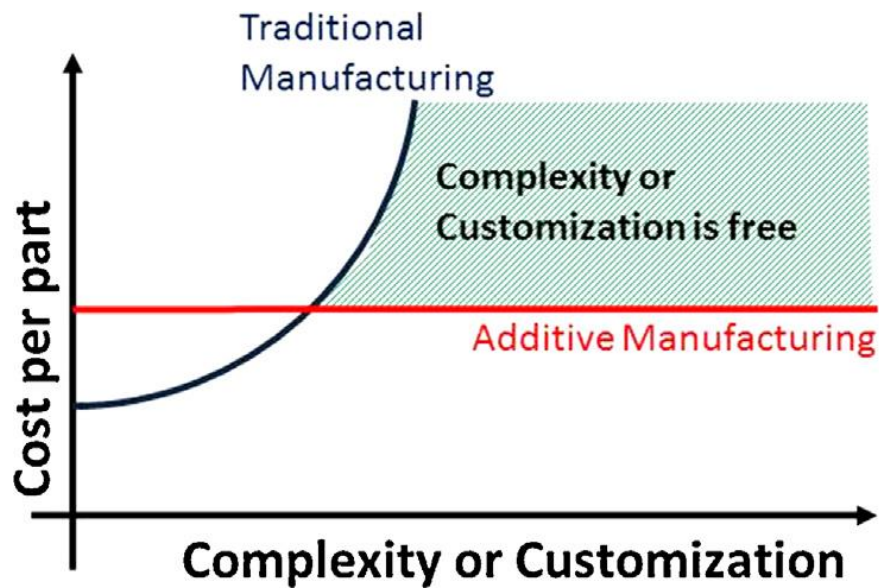 Traditional
Manufacturing
Complexity or
Customization is free
Additive Manufacturing
Cost per part
Complexity or Customization